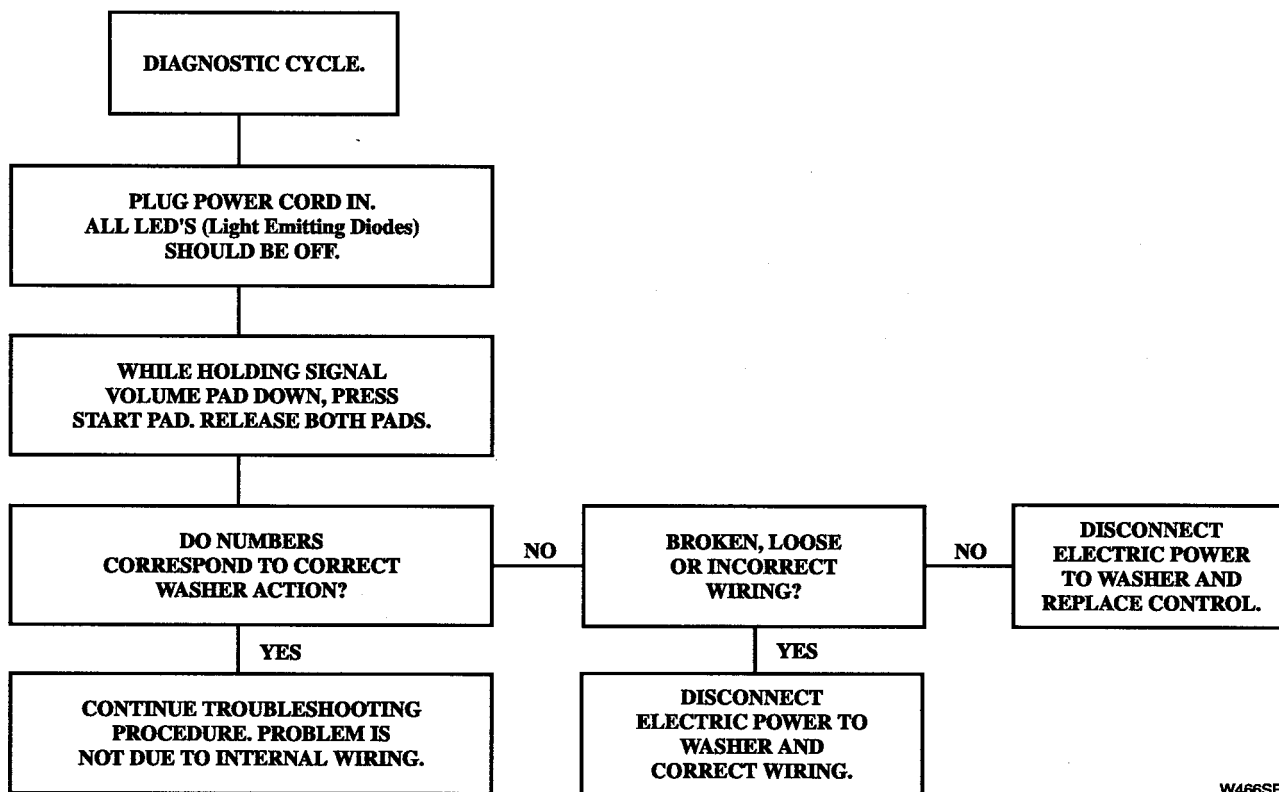 DIAGNOSTIC CYCLE.
PLUG POWER CORD IN.
ALL LED'S (Light Emitting Diodes)
SHOULD BE OFF.
WHILE HOLDING SIGNAL
VOLUME PAD DOWN, PRESS
START PAD. RELEASE BOTH PADS.
DO NUMBERS
CORRESPOND TO CORRECT
WASHER ACTION?
NO
BROKEN, LOOSE
OR INCORRECT
WIRING?
NO
DISCONNECT
ELECTRIC POWER
TO WASHER AND
REPLACE CONTROL.
YES
CONTINUE TROUBLESHOOTING
PROCEDURE. PROBLEM IS
NOT DUE TO INTERNAL WIRING.
YES
DISCONNECT
ELECTRIC POWER TO
WASHER AND
CORRECT WIRING.